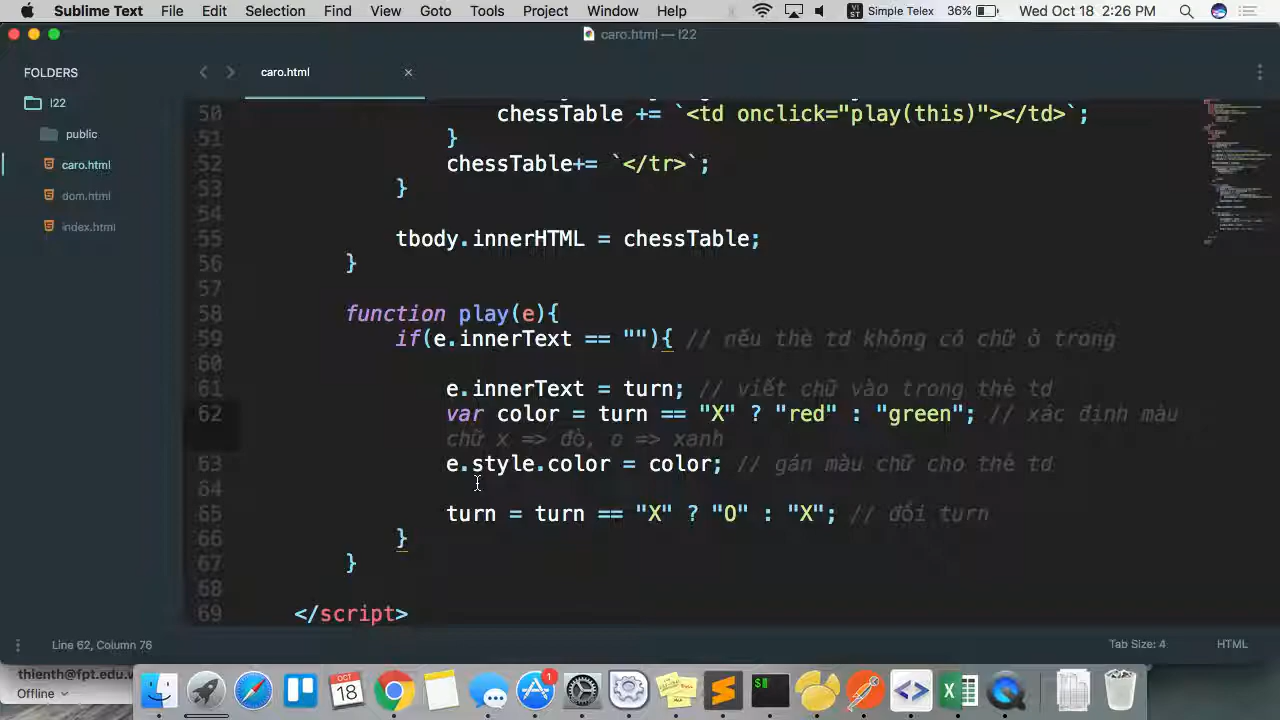 Sublime Text File Edit Selection Find View Goto Tools Project Window Help VI ST Simple Telex 36% Wed Oct 18 2:26 PM
caro.html — l22
FOLDERS
l22
public
caro.html
dom.html
index.html
caro.html ×
50 chessTable += `<td onclick="play(this)"></td>`;
51 }
52 chessTable+= `</tr>`;
53 }
54
55 tbody.innerHTML = chessTable;
56 }
57
58 function play(e){
59 if(e.innerText == ""){ // nếu thẻ td không có chữ ở trong
60
61 e.innerText = turn; // viết chữ vào trong thẻ td
62 var color = turn == "X" ? "red" : "green"; // xác định màu
chữ x => đỏ, o => xanh
63 e.style.color = color; // gán màu chữ cho thẻ td
64
65 turn = turn == "X" ? "O" : "X"; // đổi turn
66 }
67 }
68
69 </script>
Line 62, Column 76 Tab Size: 4 HTML
thienth@fpt.edu.v
Offline
OCT
18
1
$